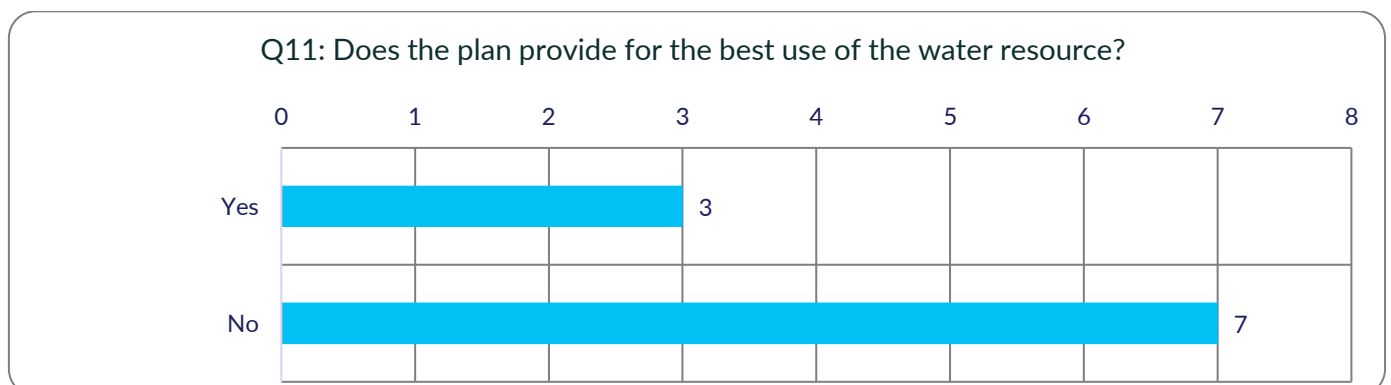 Q11: Does the plan provide for the best use of the water resource?
0 1 2 3 4 5 6 7 8
Yes 3
No 7